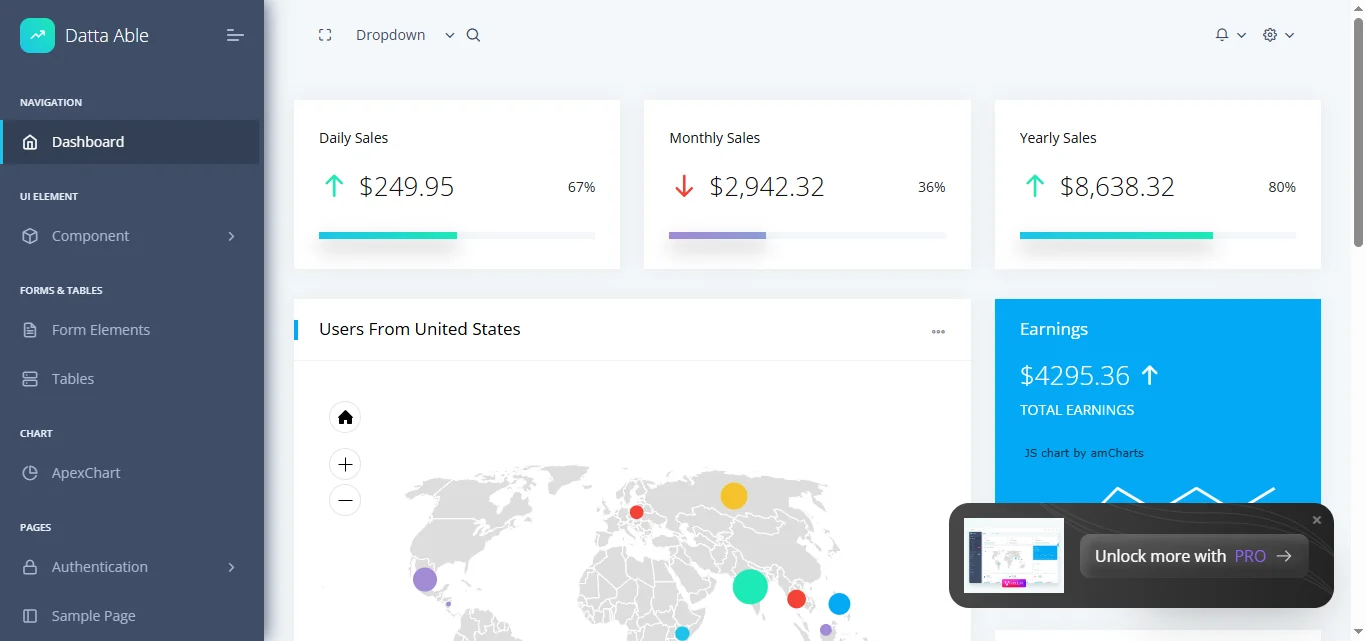 Datta Able
Dropdown
NAVIGATION
Dashboard
UI ELEMENT
Component
FORMS & TABLES
Form Elements
Tables
CHART
ApexChart
PAGES
Authentication
Sample Page
Daily Sales
$249.95
67%
Monthly Sales
$2,942.32
36%
Yearly Sales
$8,638.32
80%
Users From United States
Earnings
$4295.36
TOTAL EARNINGS
JS chart by amCharts
Unlock more with PRO